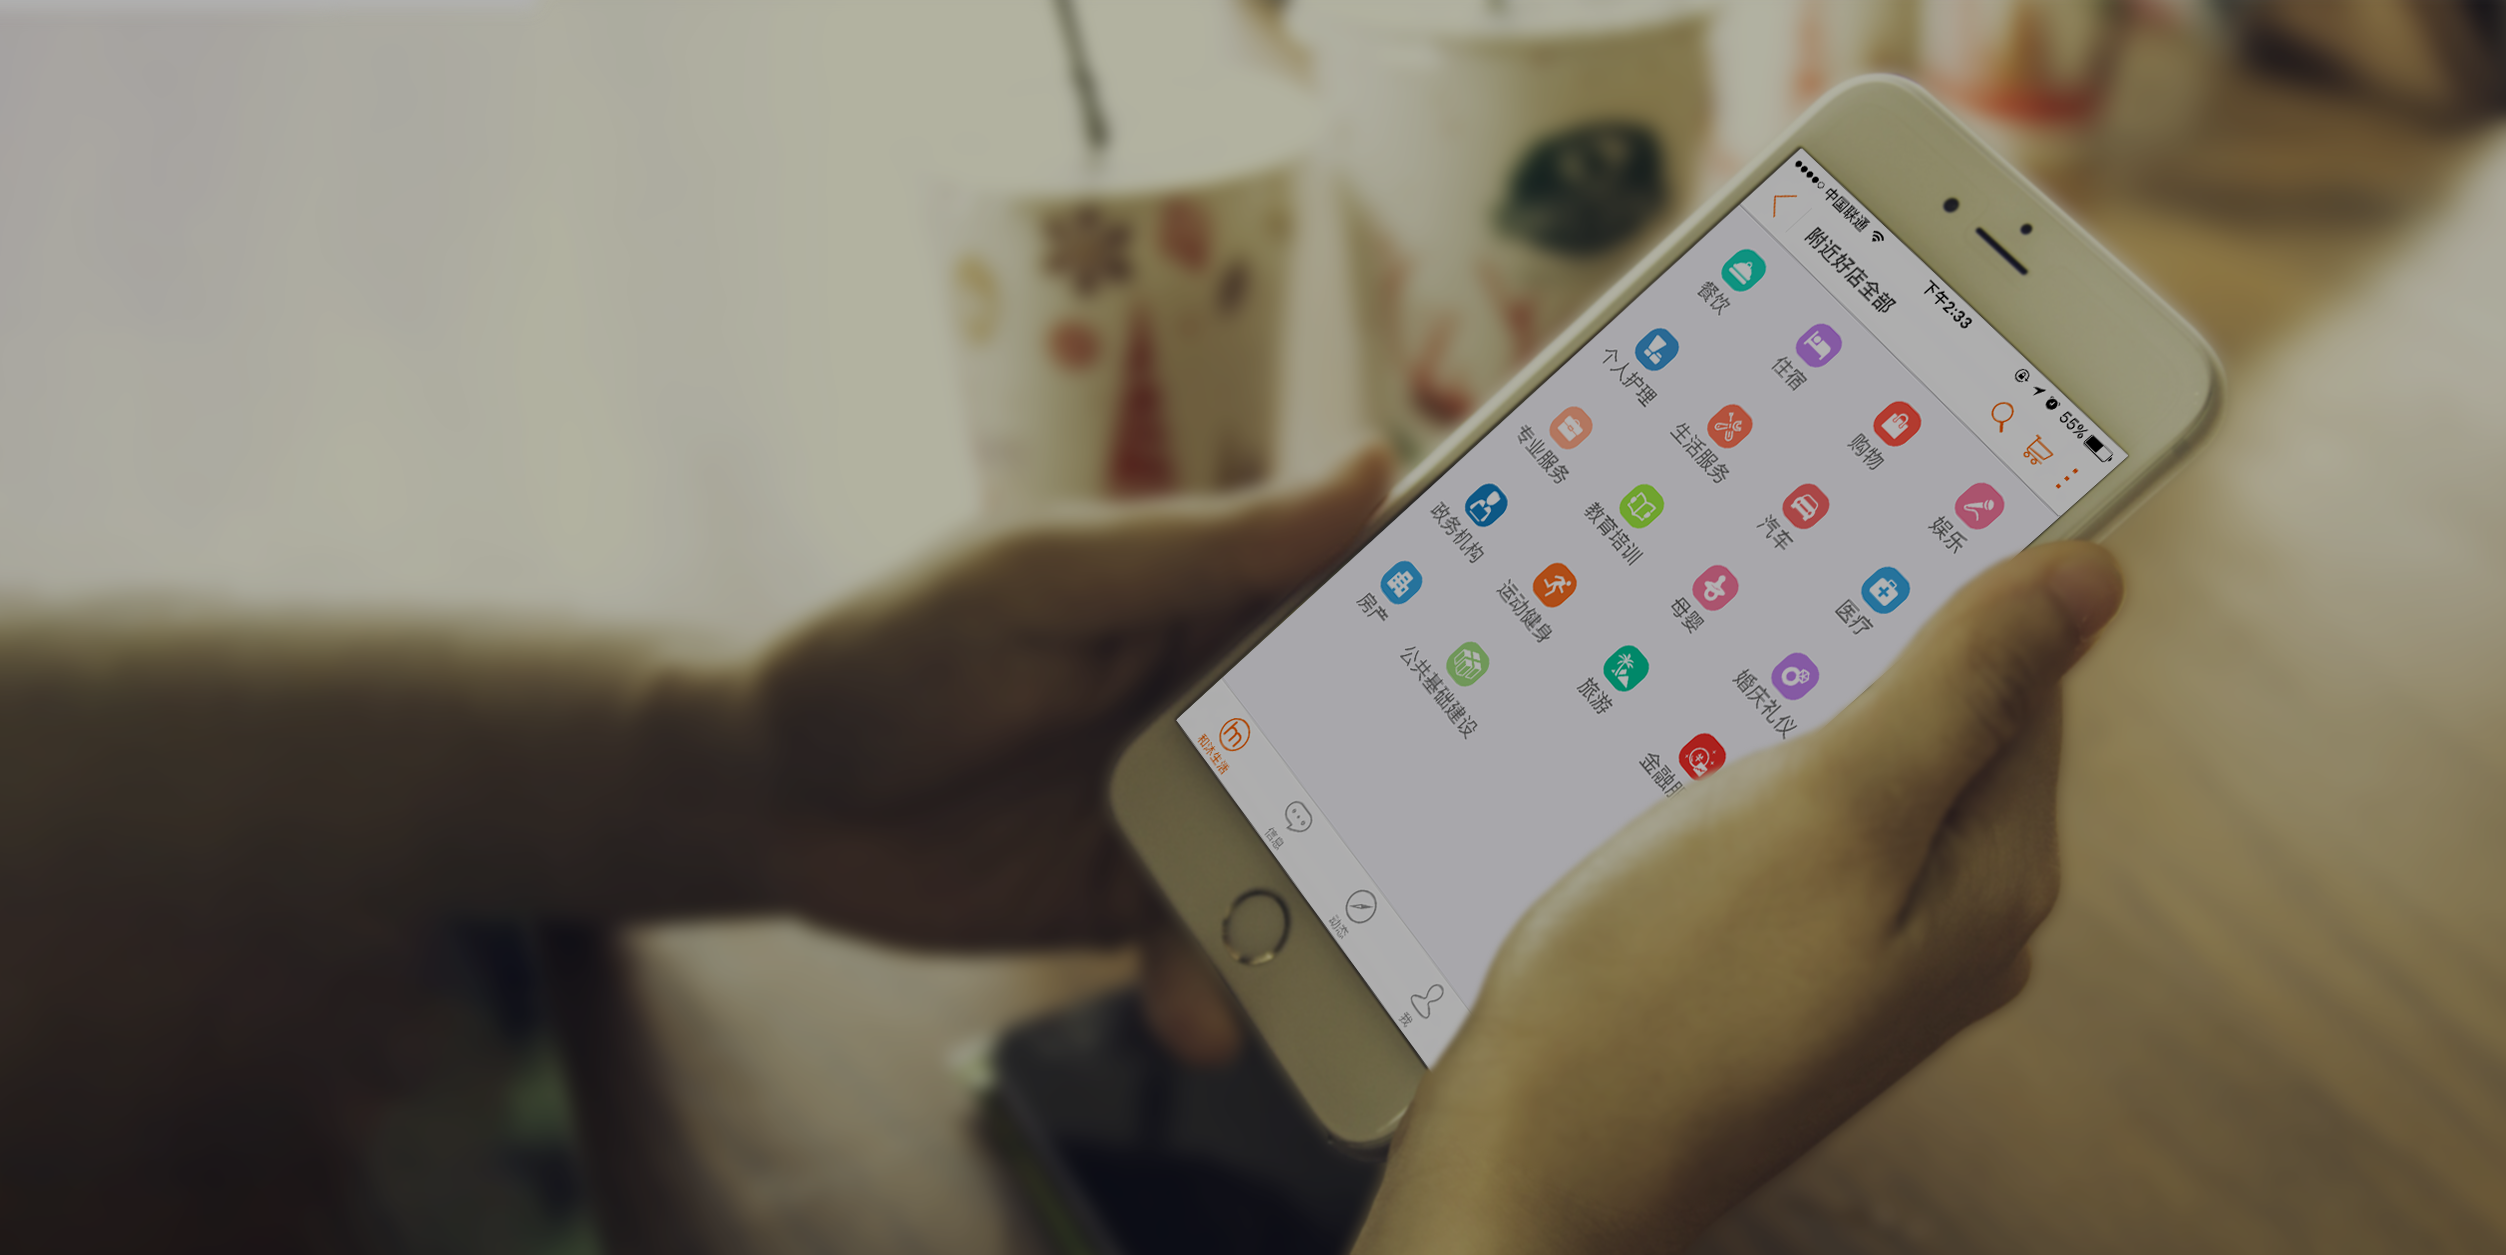 中国联通
下午2:33
55%
附近好店全部
餐饮
住宿
购物
娱乐
个人护理
生活服务
汽车
医疗
专业服务
教育培训
母婴
婚庆礼仪
政务机构
运动健身
旅游
金融服
房产
公共基础建设
和沐生活
信息
动态
我